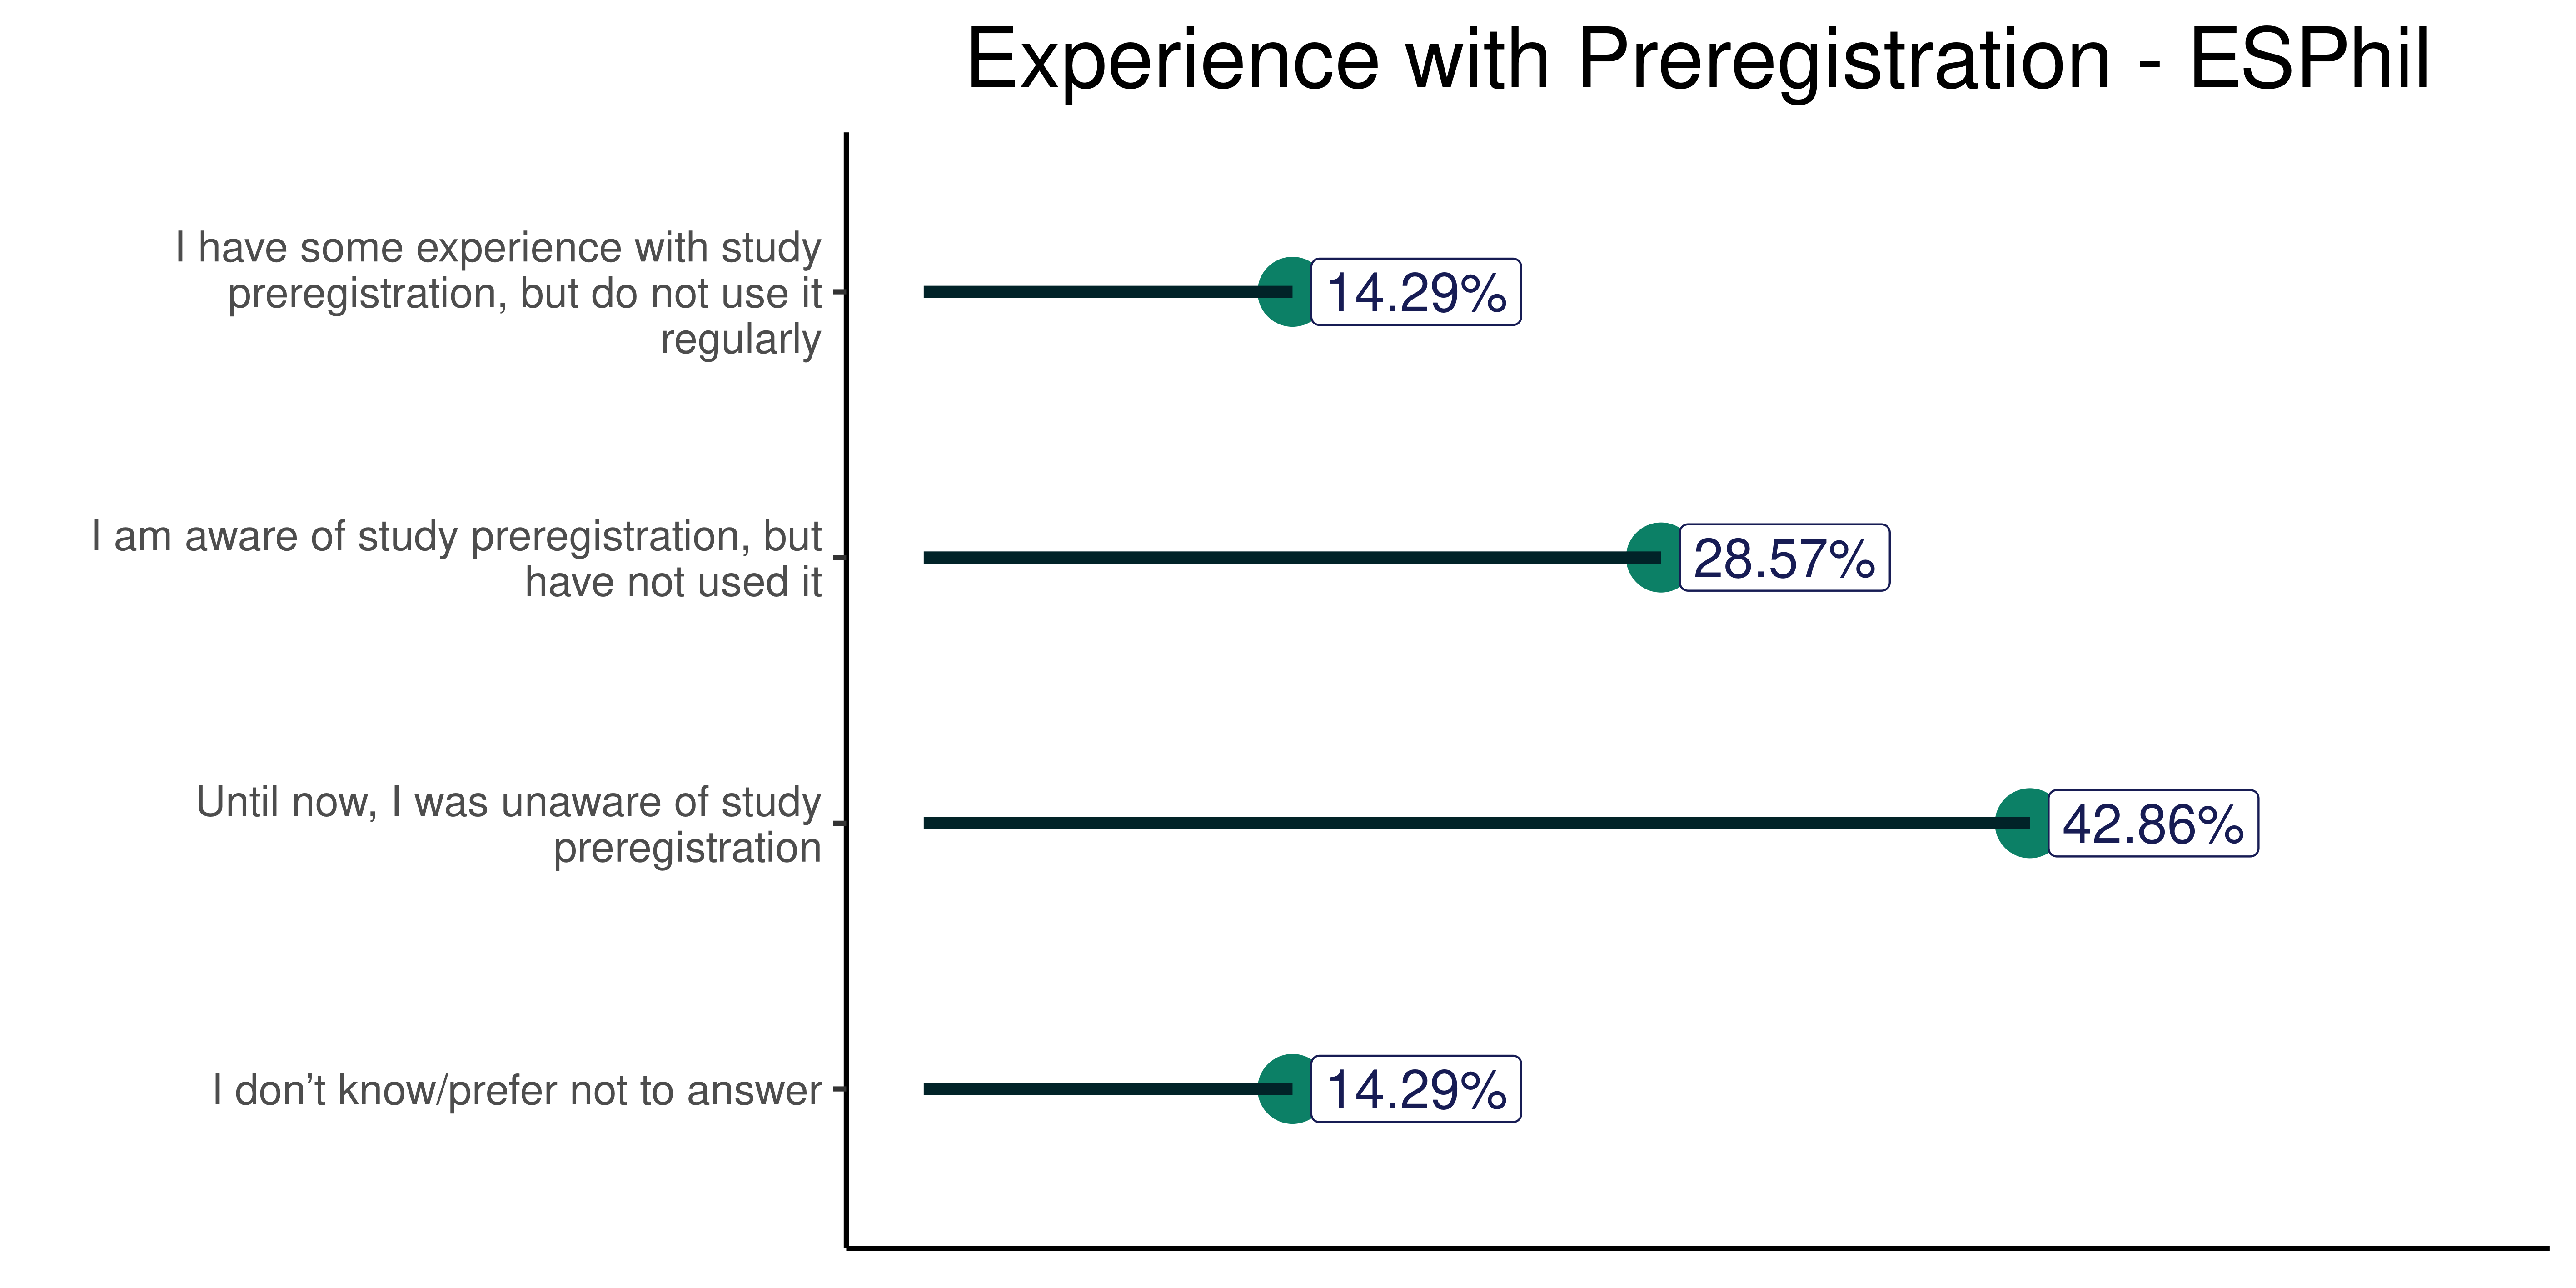 Experience with Preregistration - ESPhil
I have some experience with study
preregistration, but do not use it
regularly
14.29%
I am aware of study preregistration, but
have not used it
28.57%
Until now, I was unaware of study
preregistration
42.86%
I don’t know/prefer not to answer
14.29%